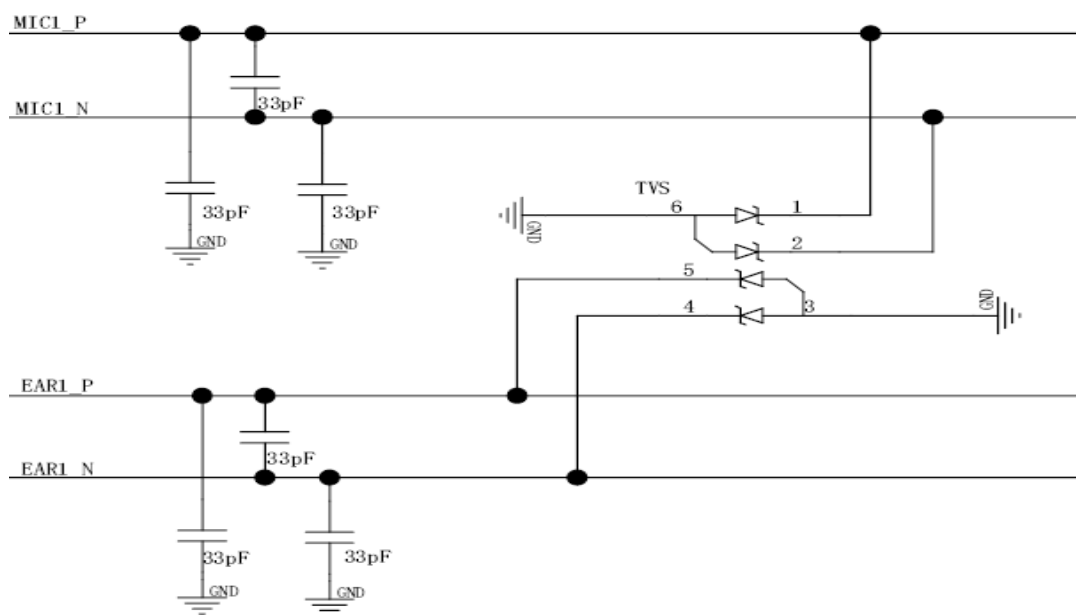 MIC1_P
33pF
MIC1_N
33pF
33pF
GND
GND
TVS
6
1
GND
2
5
4
3
GND
EAR1_P
33pF
EAR1_N
33pF
33pF
GND
GND